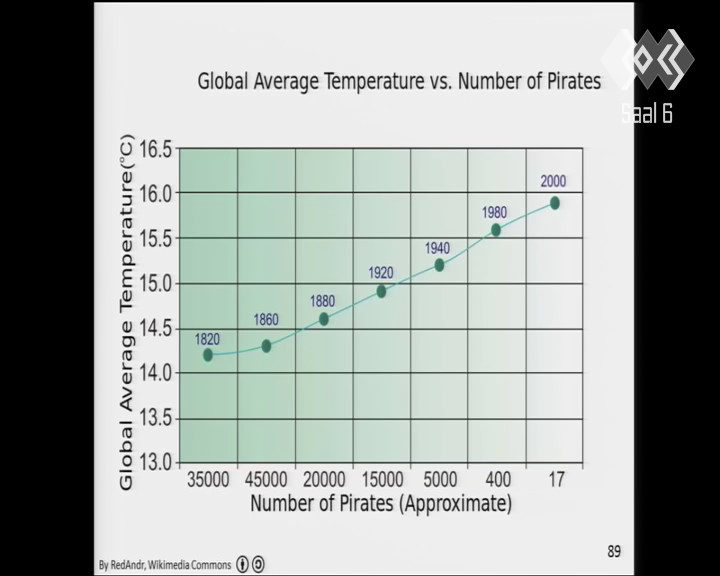 Global Average Temperature vs. Number of Pirates
Saal 6
Global Average Temperature(°C)
16.5
16.0
15.5
15.0
14.5
14.0
13.5
13.0
1820
1860
1880
1920
1940
1980
2000
35000 45000 20000 15000 5000 400 17
Number of Pirates (Approximate)
89
By RedAndr, Wikimedia Commons